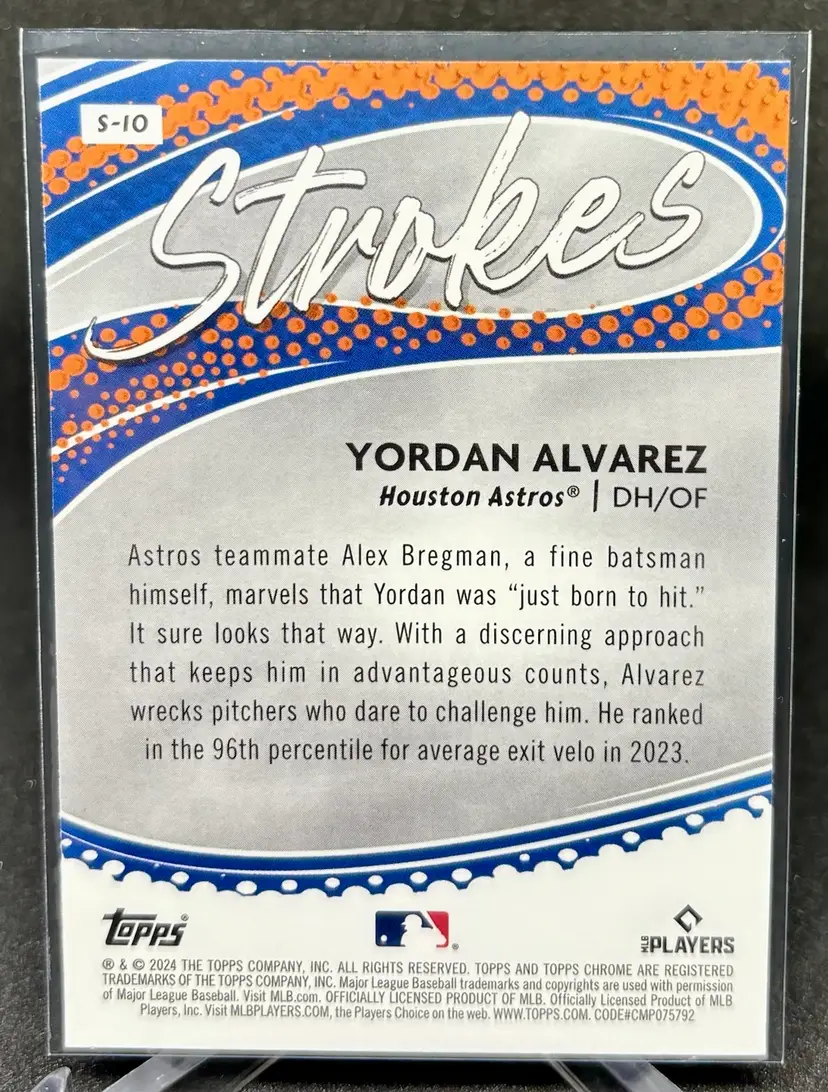 S-10
Strokes
YORDAN ALVAREZ
Houston Astros® | DH/OF
Astros teammate Alex Bregman, a fine batsman
himself, marvels that Yordan was “just born to hit.”
It sure looks that way. With a discerning approach
that keeps him in advantageous counts, Alvarez
wrecks pitchers who dare to challenge him. He ranked
in the 96th percentile for average exit velo in 2023.
Topps® ® MLB PLAYERS
® & © 2024 THE TOPPS COMPANY, INC. ALL RIGHTS RESERVED. TOPPS AND TOPPS CHROME ARE REGISTERED
TRADEMARKS OF THE TOPPS COMPANY, INC. Major League Baseball trademarks and copyrights are used with permission
of Major League Baseball. Visit MLB.com. OFFICIALLY LICENSED PRODUCT OF MLB. Officially Licensed Product of MLB
Players, Inc. Visit MLBPLAYERS.COM, the Players Choice on the web. WWW.TOPPS.COM. CODE#CMP075792